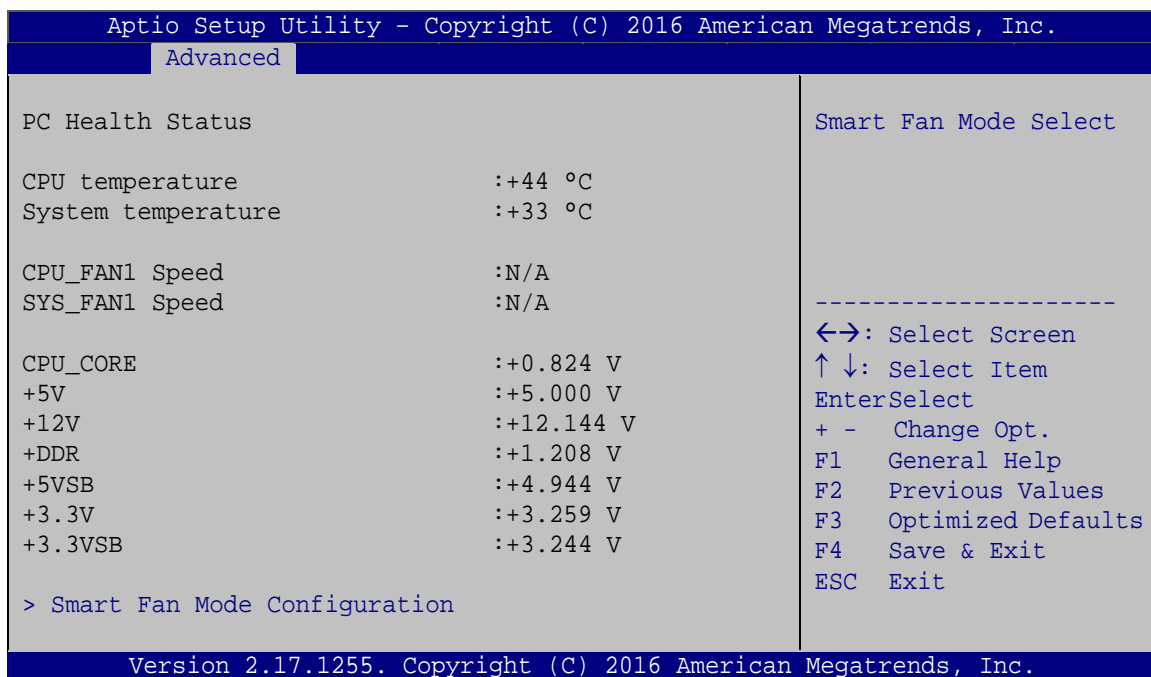 Aptio Setup Utility – Copyright (C) 2016 American Megatrends, Inc.
Advanced
PC Health Status
CPU temperature :+44 ºC
System temperature :+33 ºC
CPU_FAN1 Speed :N/A
SYS_FAN1 Speed :N/A
CPU_CORE :+0.824 V
+5V :+5.000 V
+12V :+12.144 V
+DDR :+1.208 V
+5VSB :+4.944 V
+3.3V :+3.259 V
+3.3VSB :+3.244 V
> Smart Fan Mode Configuration
Smart Fan Mode Select
---------------------
←→: Select Screen
↑ ↓: Select Item
EnterSelect
+ - Change Opt.
F1 General Help
F2 Previous Values
F3 Optimized Defaults
F4 Save & Exit
ESC Exit
Version 2.17.1255. Copyright (C) 2016 American Megatrends, Inc.